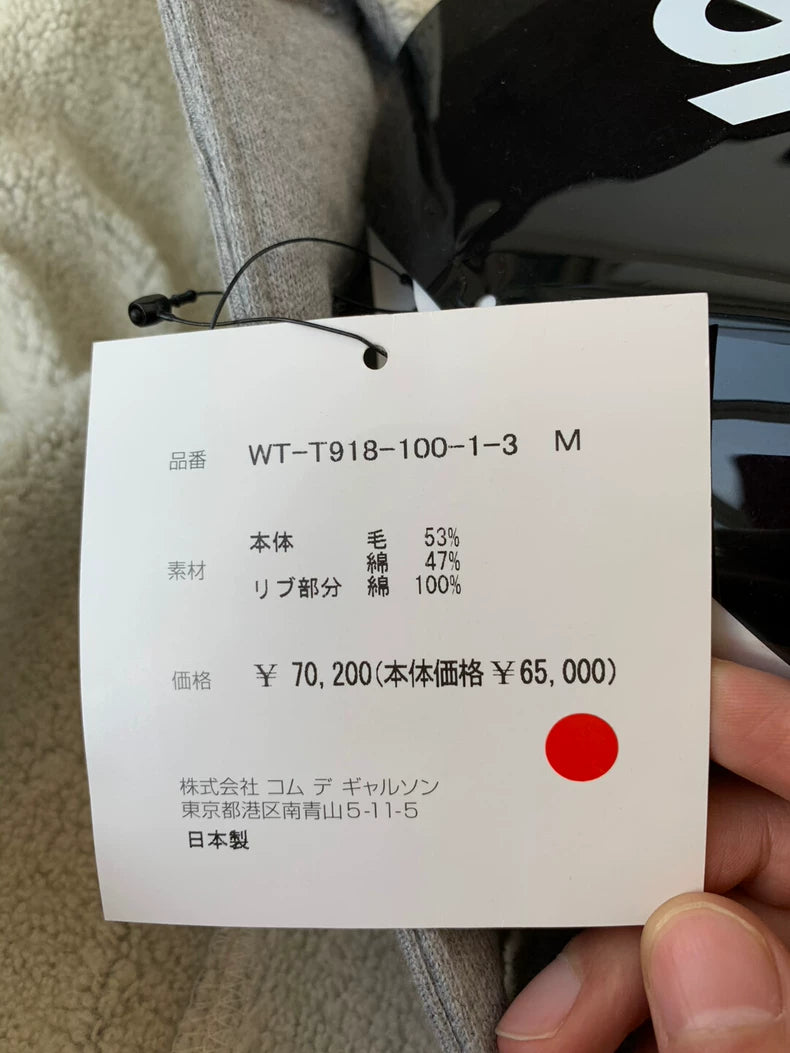 品番 WT-T918-100-1-3 M
本体 毛 53%
綿 47%
素材
リブ部分 綿 100%
価格 ¥ 70,200(本体価格¥65,000)
株式会社 コム デ ギャルソン
東京都港区南青山5-11-5
日本製